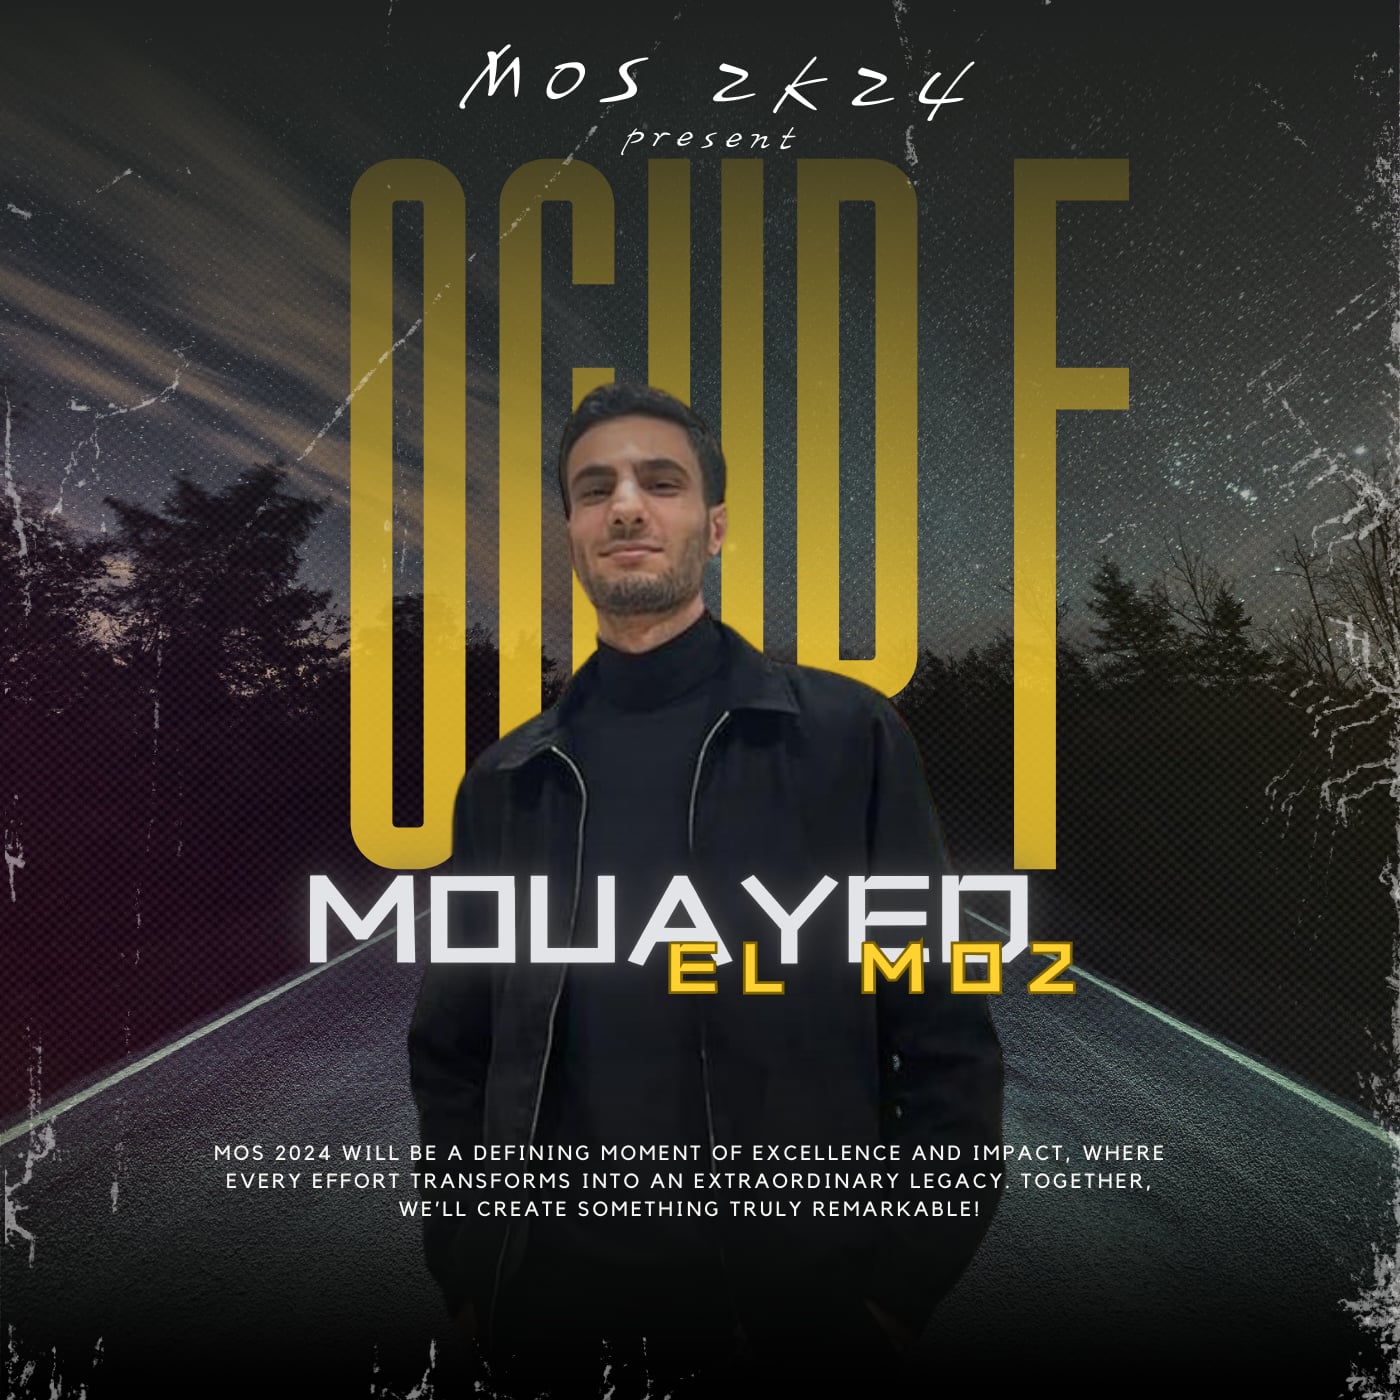 MOS 2K24
present
F
MOUAYED
EL MOZ
MOS 2024 WILL BE A DEFINING MOMENT OF EXCELLENCE AND IMPACT, WHERE
EVERY EFFORT TRANSFORMS INTO AN EXTRAORDINARY LEGACY. TOGETHER,
WE'LL CREATE SOMETHING TRULY REMARKABLE!